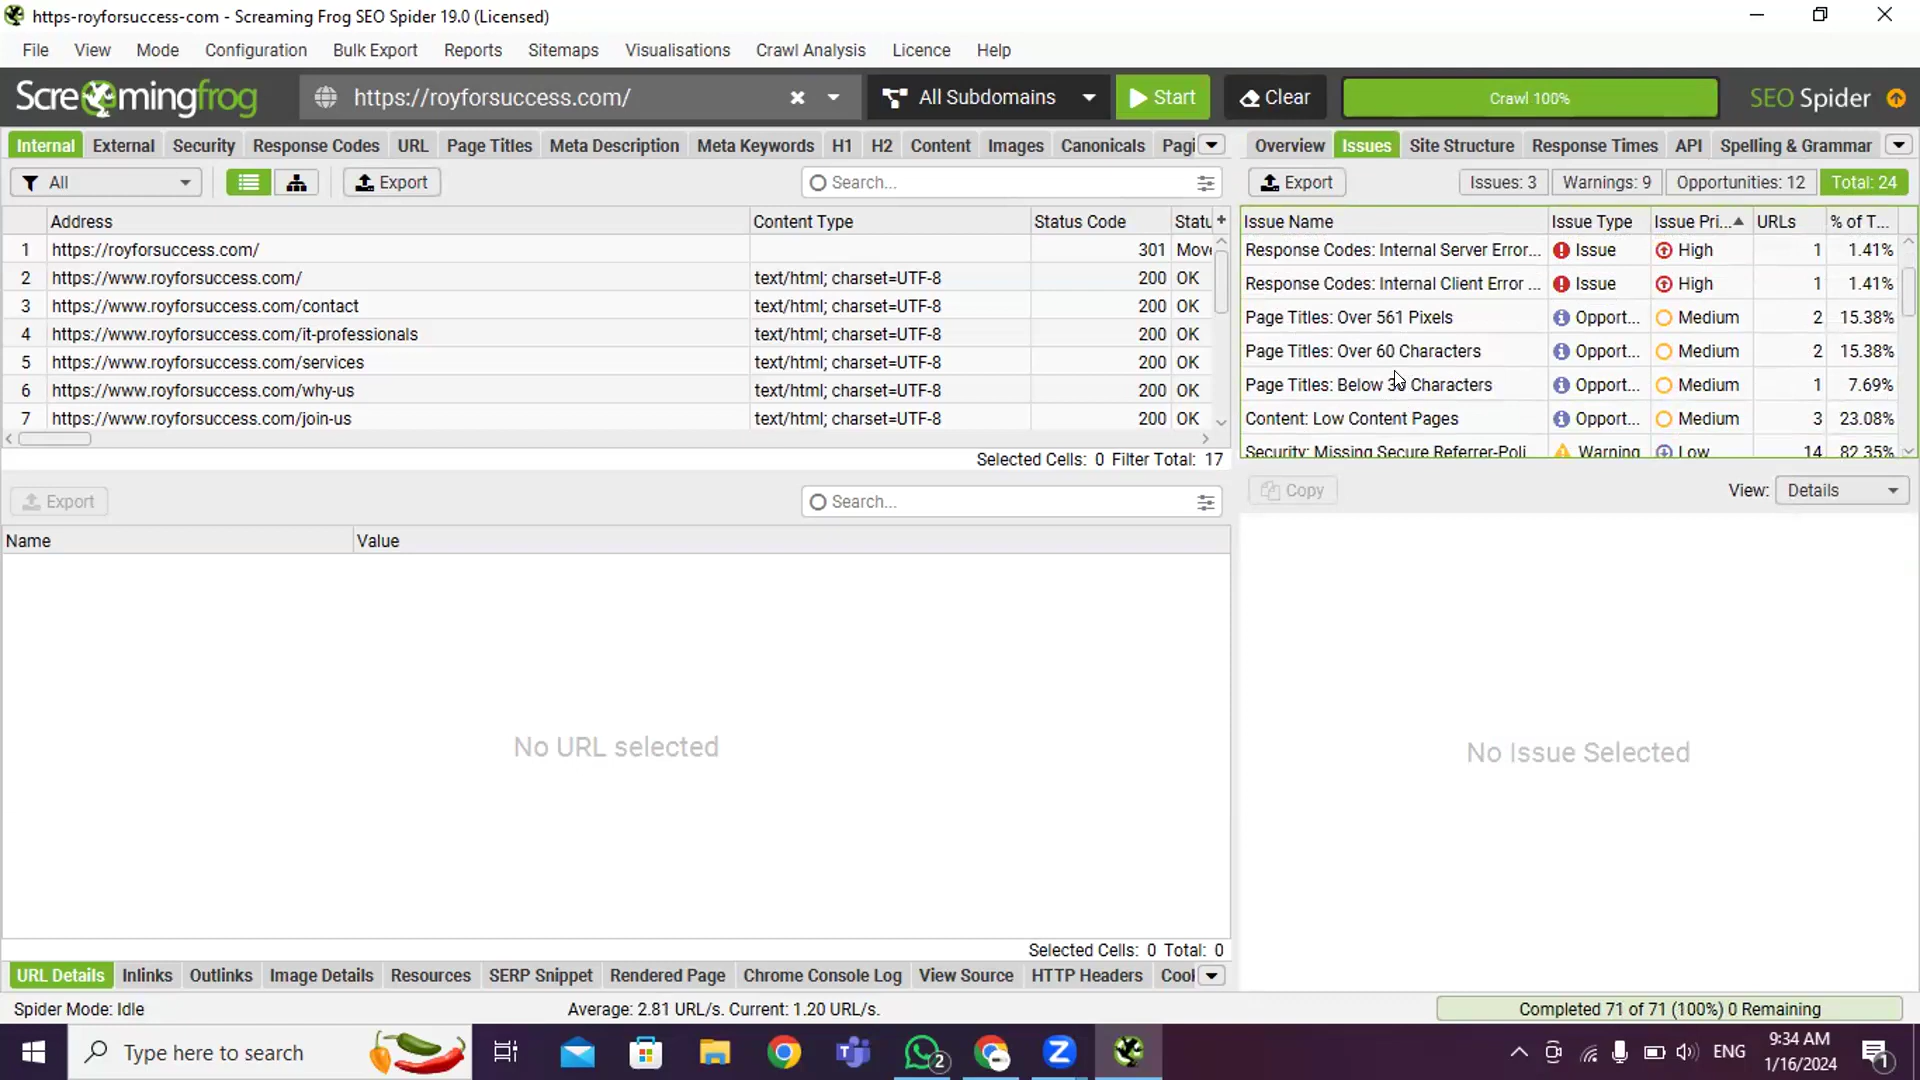 https-royforsuccess-com - Screaming Frog SEO Spider 19.0 (Licensed)
File View Mode Configuration Bulk Export Reports Sitemaps Visualisations Crawl Analysis Licence Help
Screamingfrog https://royforsuccess.com/ All Subdomains Start Clear Crawl 100% SEO Spider
Internal External Security Response Codes URL Page Titles Meta Description Meta Keywords H1 H2 Content Images Canonicals Pagi
All Export Search...
Address Content Type Status Code Statu
1 https://royforsuccess.com/ 301 Move
2 https://www.royforsuccess.com/ text/html; charset=UTF-8 200 OK
3 https://www.royforsuccess.com/contact text/html; charset=UTF-8 200 OK
4 https://www.royforsuccess.com/it-professionals text/html; charset=UTF-8 200 OK
5 https://www.royforsuccess.com/services text/html; charset=UTF-8 200 OK
6 https://www.royforsuccess.com/why-us text/html; charset=UTF-8 200 OK
7 https://www.royforsuccess.com/join-us text/html; charset=UTF-8 200 OK
Selected Cells: 0 Filter Total: 17
Export Search...
Name Value
No URL selected
Selected Cells: 0 Total: 0
URL Details Inlinks Outlinks Image Details Resources SERP Snippet Rendered Page Chrome Console Log View Source HTTP Headers Cook
Overview Issues Site Structure Response Times API Spelling & Grammar
Export Issues: 3 Warnings: 9 Opportunities: 12 Total: 24
Issue Name Issue Type Issue Pri... URLs % of T...
Response Codes: Internal Server Error... Issue High 1 1.41%
Response Codes: Internal Client Error ... Issue High 1 1.41%
Page Titles: Over 561 Pixels Opport... Medium 2 15.38%
Page Titles: Over 60 Characters Opport... Medium 2 15.38%
Page Titles: Below 30 Characters Opport... Medium 1 7.69%
Content: Low Content Pages Opport... Medium 3 23.08%
Security: Missing Secure Referrer-Poli Warning Low 14 82.35%
Copy View: Details
No Issue Selected
Spider Mode: Idle Average: 2.81 URL/s. Current: 1.20 URL/s. Completed 71 of 71 (100%) 0 Remaining
Type here to search 2 ENG 9:34 AM 1
1/16/2024